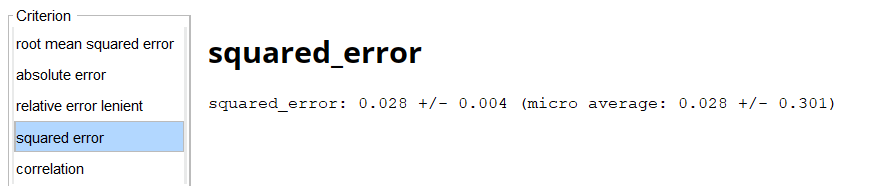 Criterion
root mean squared error
absolute error
relative error lenient
squared error
correlation
squared_error
squared_error: 0.028 +/- 0.004 (micro average: 0.028 +/- 0.301)